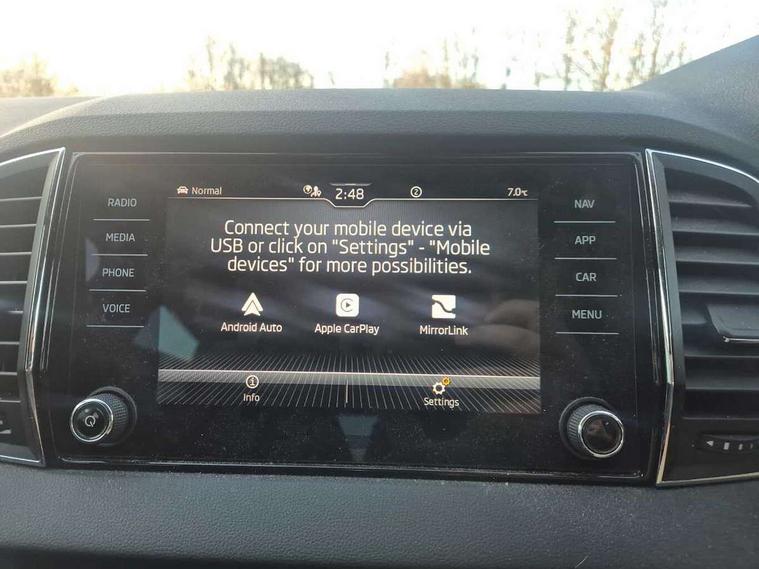 Normal
2:48
2
7.0°C
RADIO
MEDIA
PHONE
VOICE
Connect your mobile device via
USB or click on "Settings" - "Mobile
devices" for more possibilities.
Android Auto
Apple CarPlay
MirrorLink
Info
Settings
NAV
APP
CAR
MENU